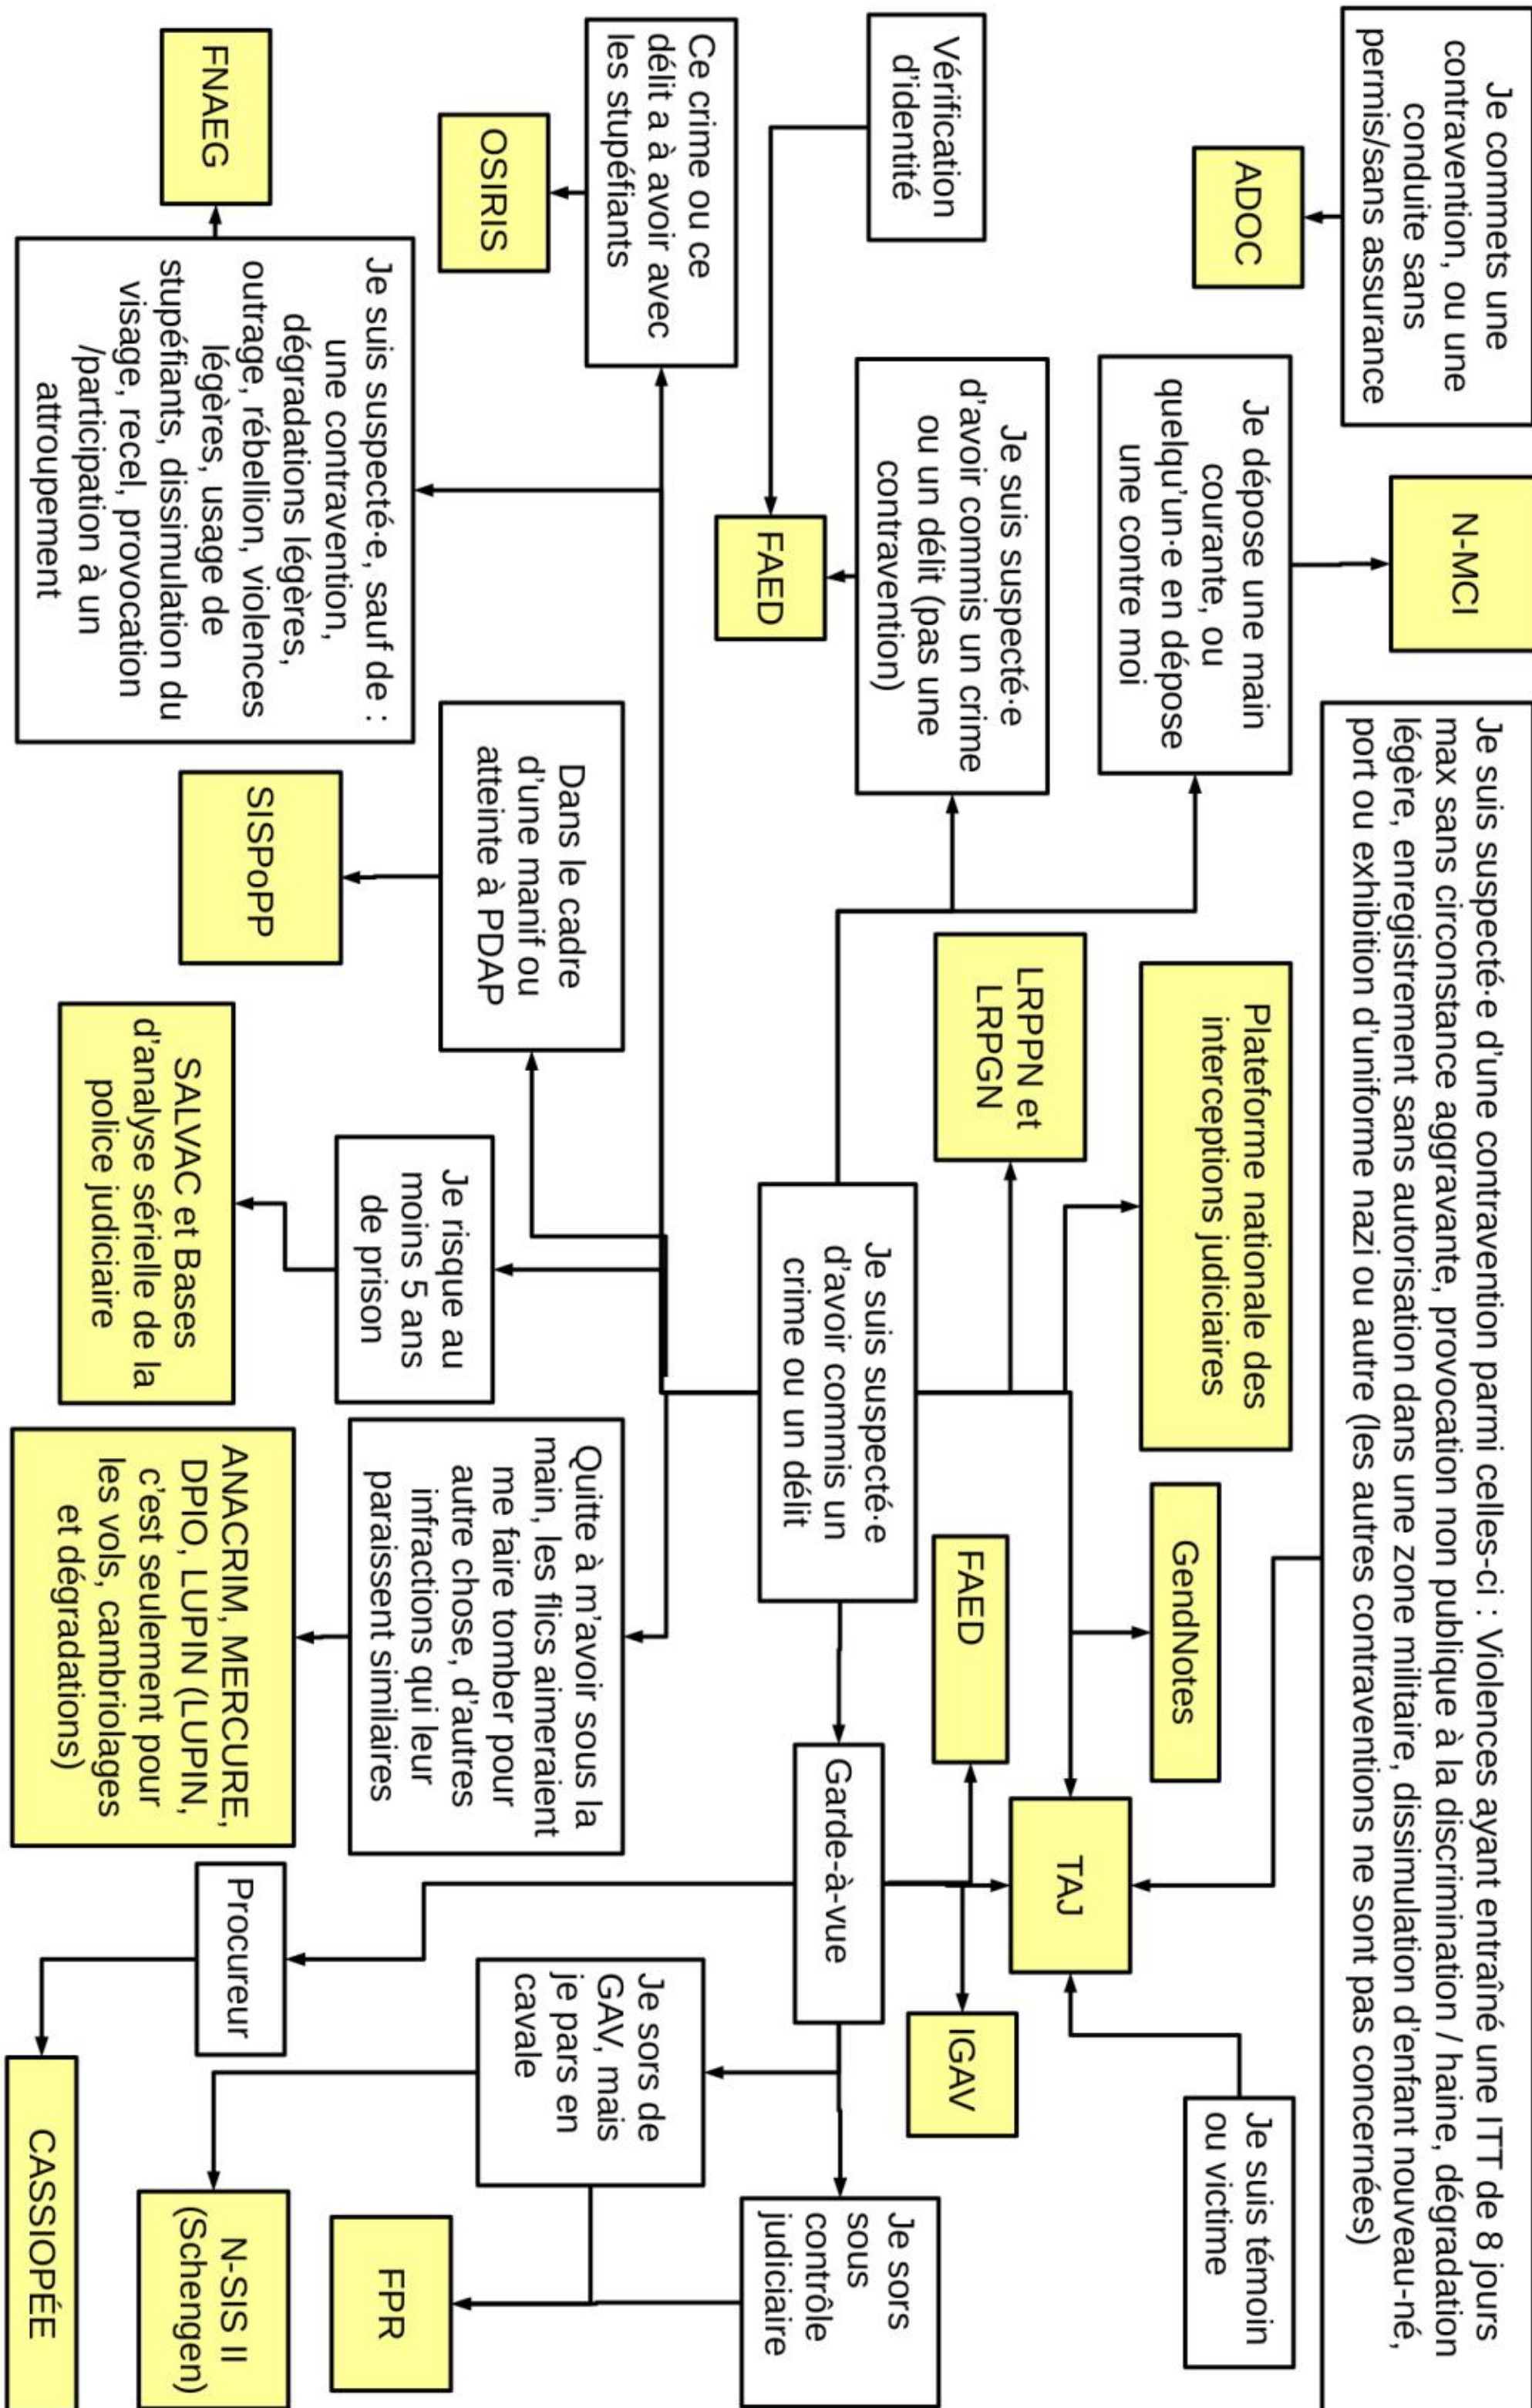 Je commets une
contravention, ou une
conduite sans
permis/sans assurance
ADOC
N-MCI
Je dépose une main
courante, ou
quelqu'un·e en dépose
une contre moi
Je suis suspecté·e d'une contravention parmi celles-ci : Violences ayant entraîné une ITT de 8 jours
max sans circonstance aggravante, provocation non publique à la discrimination / haine, dégradation
légère, enregistrement sans autorisation dans une zone militaire, dissimulation d'enfant nouveau-né,
port ou exhibition d'uniforme nazi ou autre (les autres contraventions ne sont pas concernées)
Plateforme nationale des
interceptions judiciaires
GendNotes
Je suis témoin
ou victime
TAJ
Vérification
d'identité
Je suis suspecté·e
d'avoir commis un crime
ou un délit (pas une
contravention)
FAED
LRPPN et
LRPGN
FAED
IGAV
Je suis suspecté·e
d'avoir commis un
crime ou un délit
Garde-à-vue
Je sors
sous
contrôle
judiciaire
Ce crime ou ce
délit a à avoir avec
les stupéfiants
OSIRIS
Dans le cadre
d'une manif ou
atteinte à PDAP
SISPoPP
Je risque au
moins 5 ans
de prison
SALVAC et Bases
d'analyse sérielle de la
police judiciaire
Quitte à m'avoir sous la
main, les flics aimeraient
me faire tomber pour
autre chose, d'autres
infractions qui leur
paraissent similaires
ANACRIM, MERCURE,
DPIO, LUPIN (LUPIN,
c'est seulement pour
les vols, cambriolages
et dégradations)
Je sors de
GAV, mais
je pars en
cavale
FPR
Je suis suspecté·e, sauf de :
une contravention,
dégradations légères,
outrage, rébellion, violences
légères, usage de
stupéfiants, dissimulation du
visage, recel, provocation
/participation à un
attroupement
FNAEG
Procureur
N-SIS II
(Schengen)
CASSIOPÉE